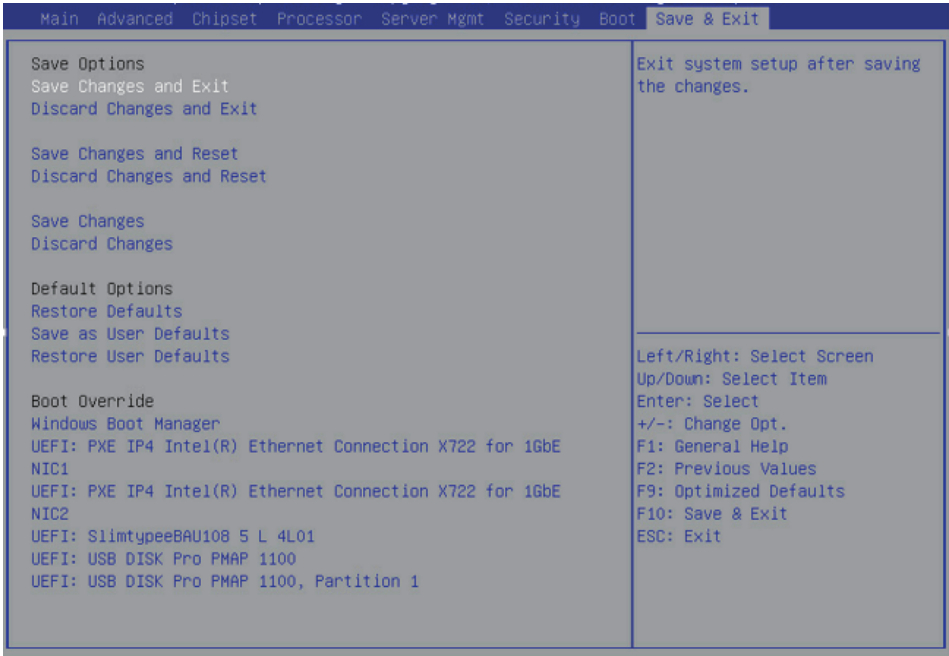 Main Advanced Chipset Processor Server Mgmt Security Boot Save & Exit
Save Options
Save Changes and Exit
Discard Changes and Exit
Save Changes and Reset
Discard Changes and Reset
Save Changes
Discard Changes
Default Options
Restore Defaults
Save as User Defaults
Restore User Defaults
Boot Override
Windows Boot Manager
UEFI: PXE IP4 Intel(R) Ethernet Connection X722 for 1GbE
NIC1
UEFI: PXE IP4 Intel(R) Ethernet Connection X722 for 1GbE
NIC2
UEFI: SlimtypeeBAU108 5 L 4L01
UEFI: USB DISK Pro PMAP 1100
UEFI: USB DISK Pro PMAP 1100, Partition 1
Exit system setup after saving
the changes.
Left/Right: Select Screen
Up/Down: Select Item
Enter: Select
+/-: Change Opt.
F1: General Help
F2: Previous Values
F9: Optimized Defaults
F10: Save & Exit
ESC: Exit